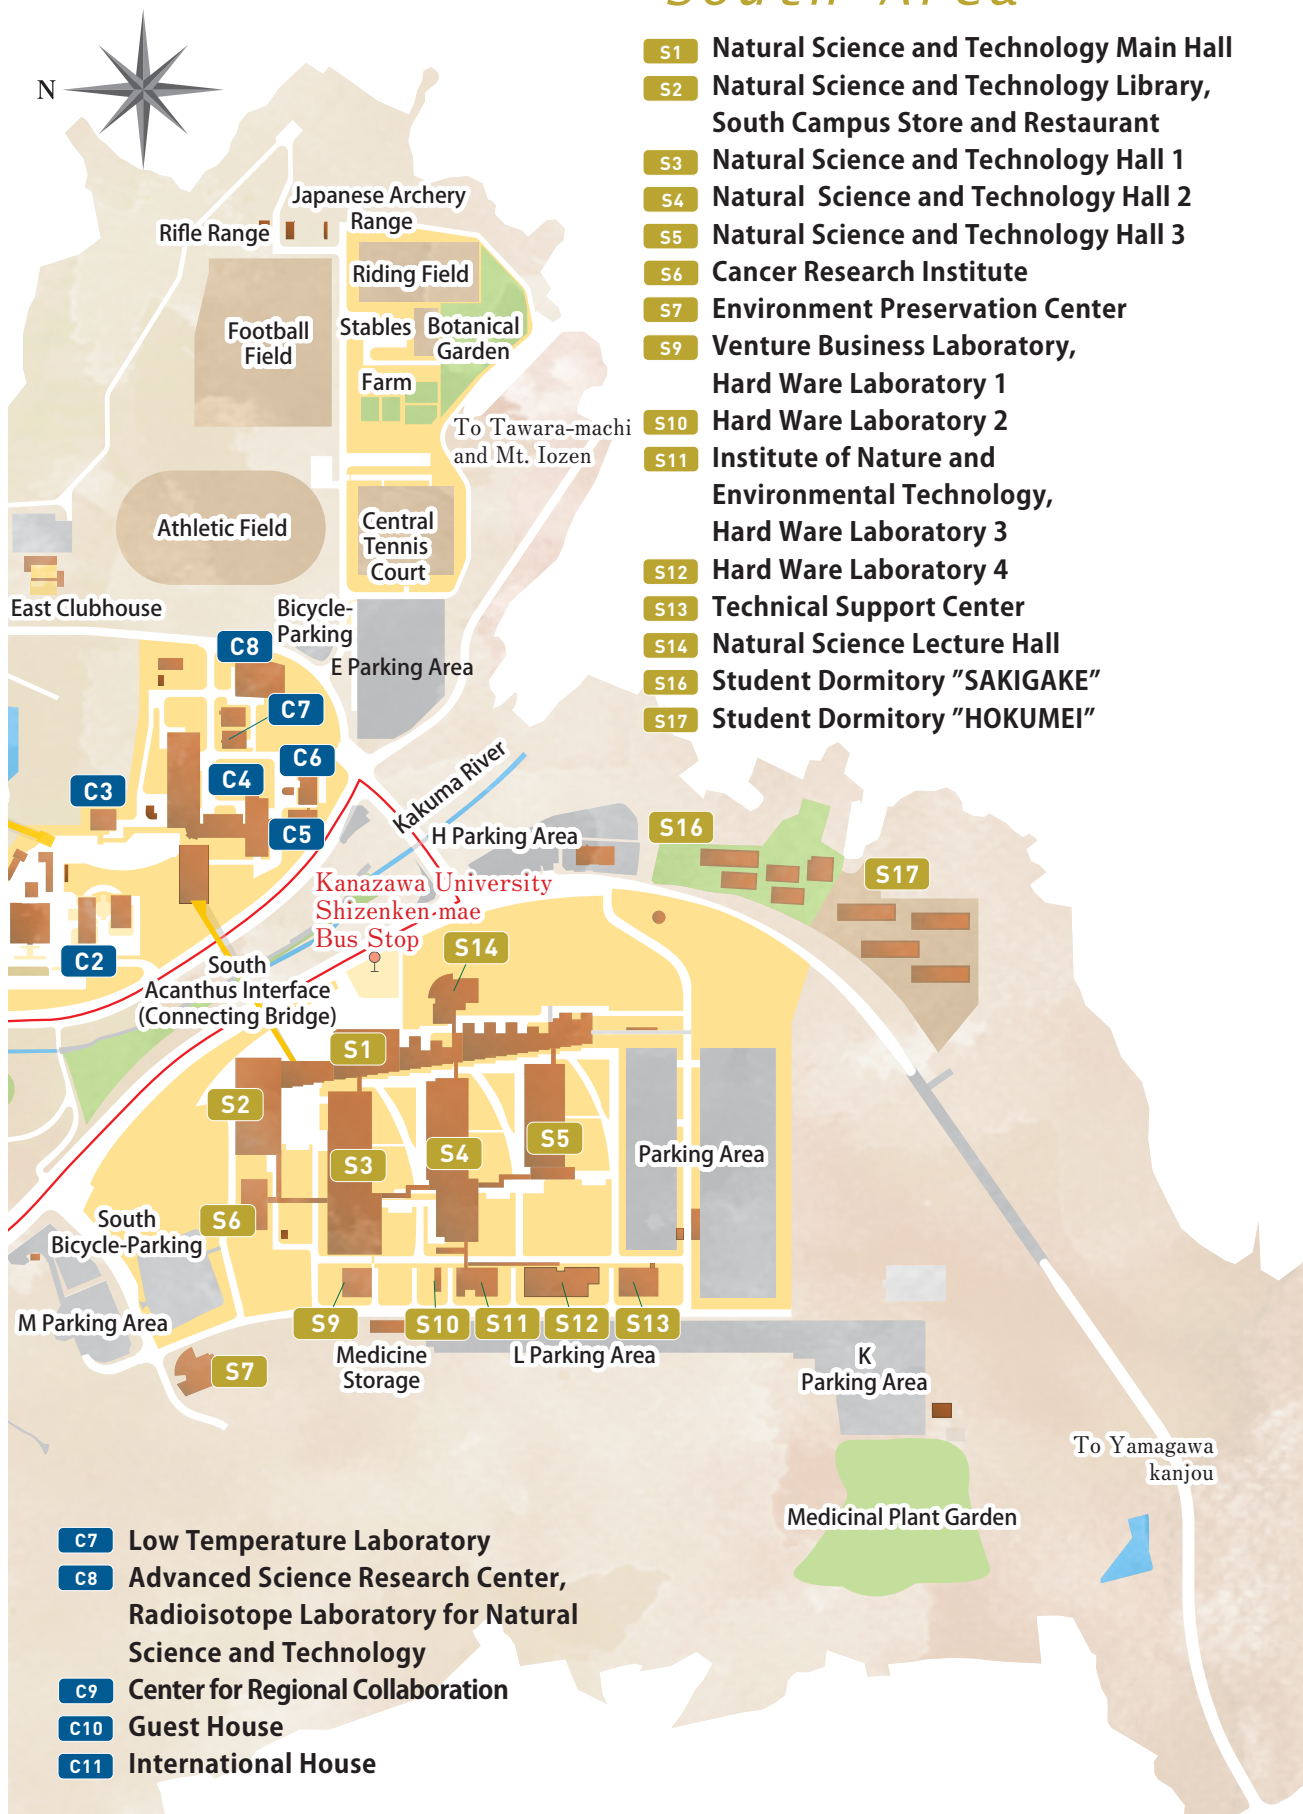 South Area
S1 Natural Science and Technology Main Hall
S2 Natural Science and Technology Library,
South Campus Store and Restaurant
S3 Natural Science and Technology Hall 1
S4 Natural Science and Technology Hall 2
S5 Natural Science and Technology Hall 3
S6 Cancer Research Institute
S7 Environment Preservation Center
S9 Venture Business Laboratory,
Hard Ware Laboratory 1
S10 Hard Ware Laboratory 2
S11 Institute of Nature and
Environmental Technology,
Hard Ware Laboratory 3
S12 Hard Ware Laboratory 4
S13 Technical Support Center
S14 Natural Science Lecture Hall
S16 Student Dormitory "SAKIGAKE"
S17 Student Dormitory "HOKUMEI"
N
Japanese Archery
Range
Rifle Range
Riding Field
Football
Field
Stables
Botanical
Garden
Farm
To Tawara-machi
and Mt. Iozen
Athletic Field
Central
Tennis
Court
East Clubhouse
Bicycle-
Parking
E Parking Area
C8
C7
C6
C4
C3
C5
C2
Kakuma River
H Parking Area
S16
S17
Kanazawa University
Shizenken-mae
Bus Stop
S14
South
Acanthus Interface
(Connecting Bridge)
S1
S2
S3
S4
S5
Parking Area
S6
South
Bicycle-Parking
M Parking Area
S9
S10
S11
S12
S13
Medicine
Storage
L Parking Area
S7
K
Parking Area
To Yamagawa
kanjou
Medicinal Plant Garden
C7 Low Temperature Laboratory
C8 Advanced Science Research Center,
Radioisotope Laboratory for Natural
Science and Technology
C9 Center for Regional Collaboration
C10 Guest House
C11 International House